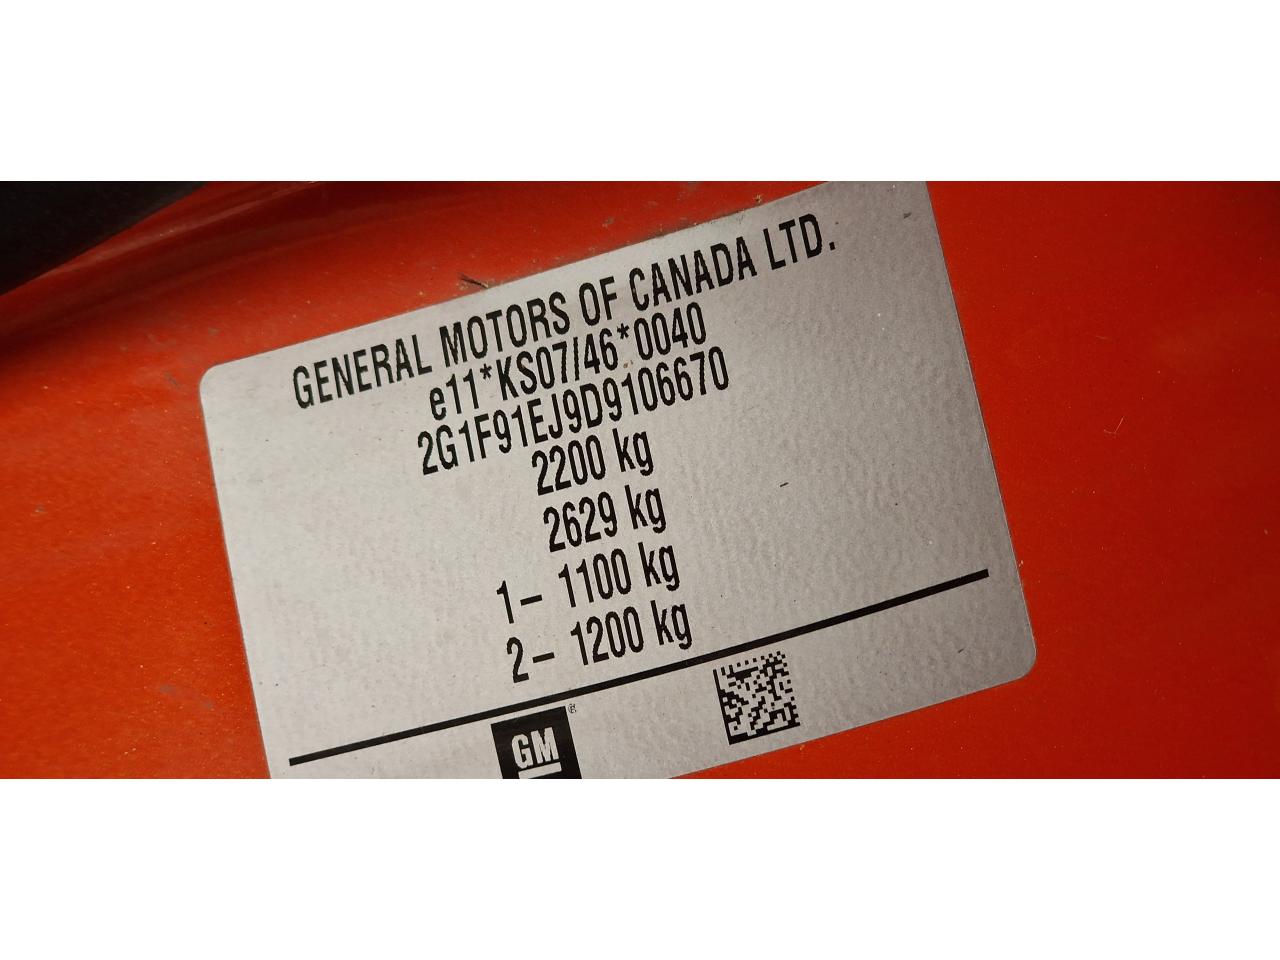 GENERAL MOTORS OF CANADA LTD.
e11*KS07/46*0040
2G1F91EJ9D9106670
2200 kg
2629 kg
1- 1100 kg
2- 1200 kg
GM ®